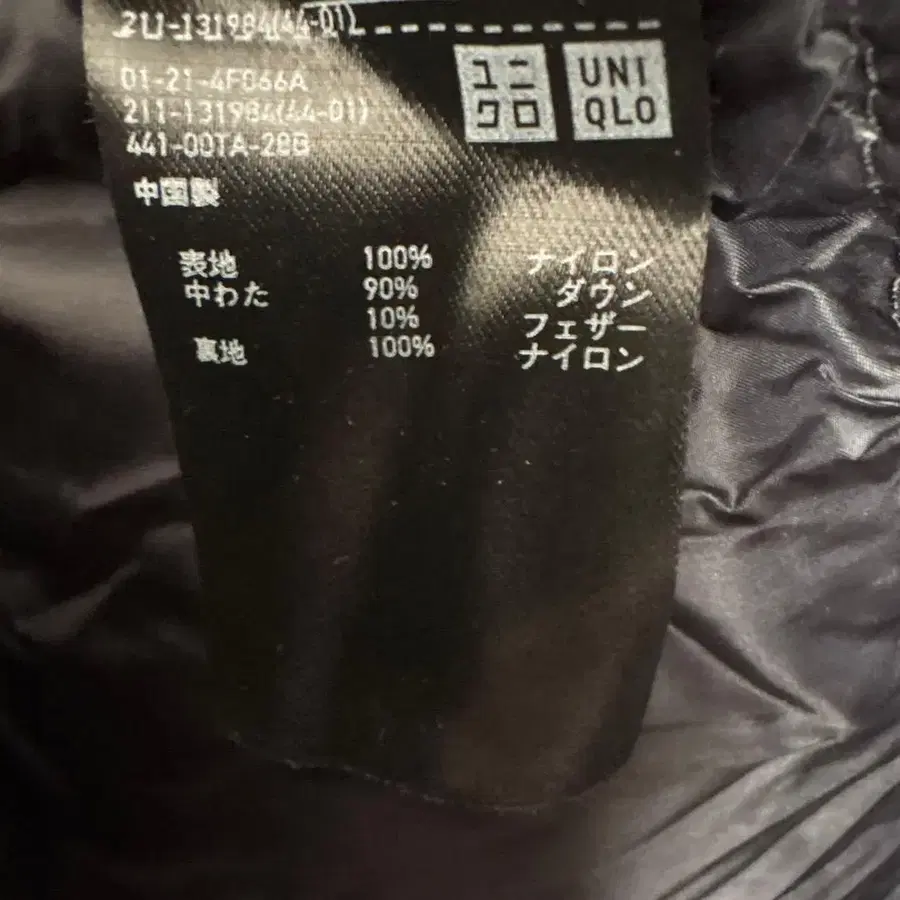 211-131984(44-01)
ユニ
クロ
UNI
QLO
01-21-4F066A
211-131984(44-01)
441-001A-28B
中国製
表地 100% ナイロン
中わた 90% ダウン
10% フェザー
裏地 100% ナイロン